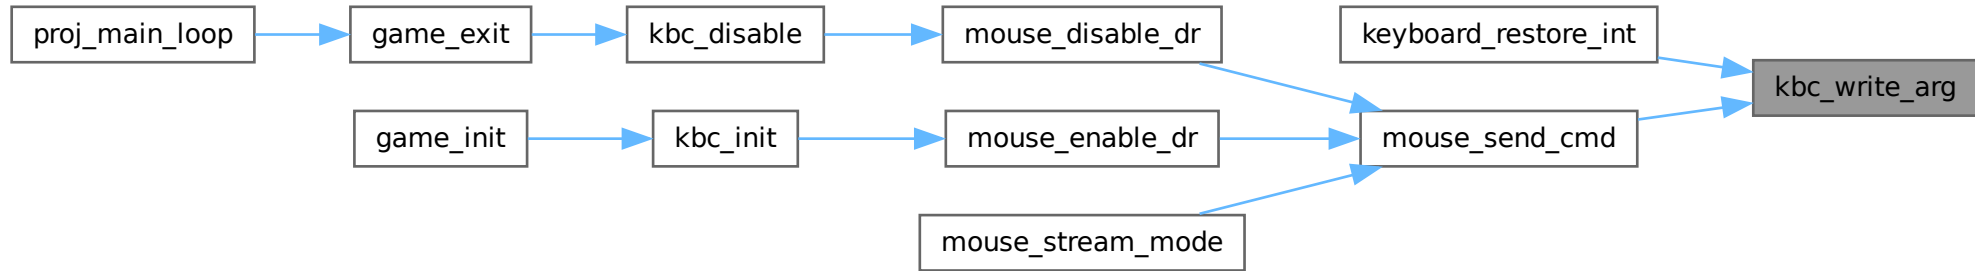 proj_main_loop
game_exit
kbc_disable
mouse_disable_dr
keyboard_restore_int
kbc_write_arg
game_init
kbc_init
mouse_enable_dr
mouse_send_cmd
mouse_stream_mode